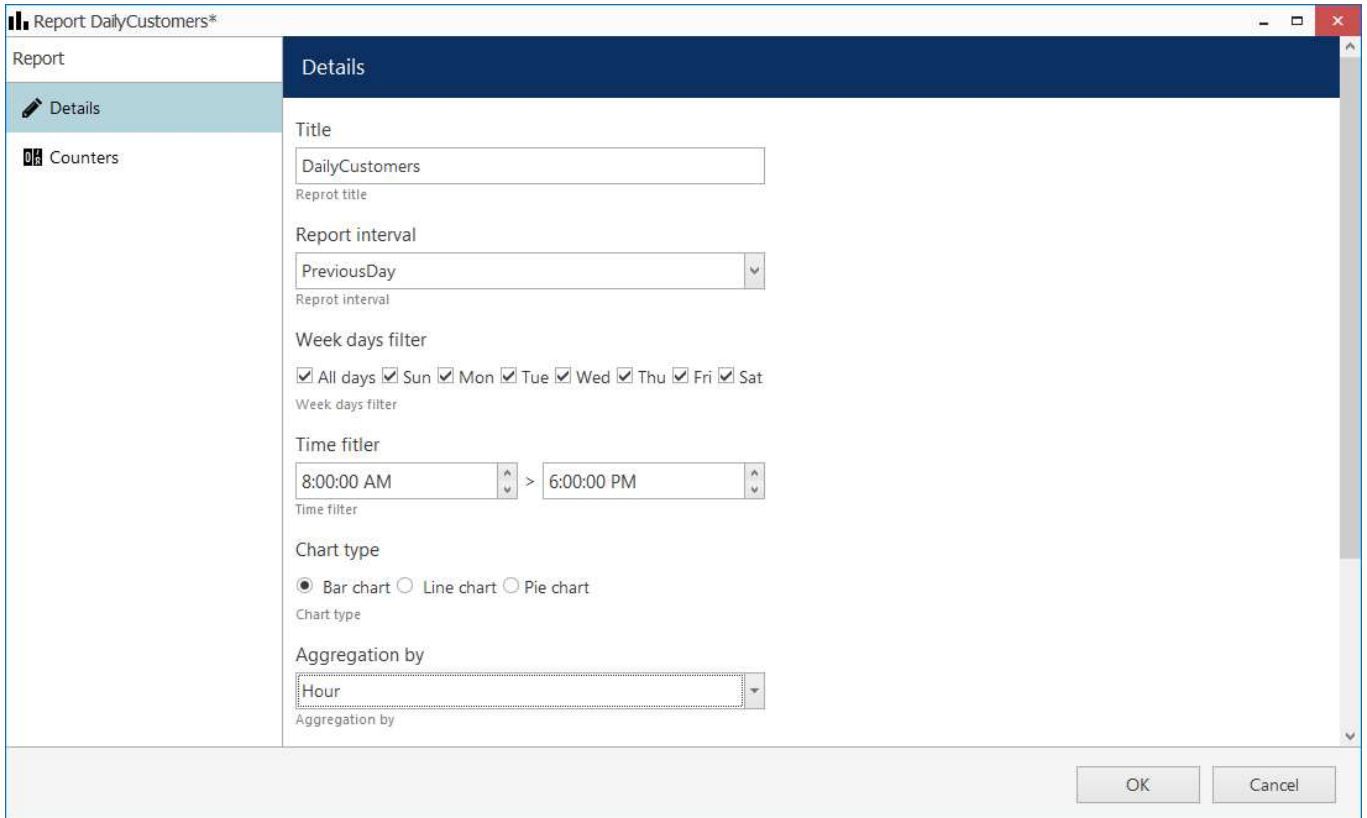 Report DailyCustomers*
Report
Details
Details
Counters
Title
DailyCustomers
Reprot title
Report interval
PreviousDay
Reprot interval
Week days filter
All days Sun Mon Tue Wed Thu Fri Sat
Week days filter
Time fitler
8:00:00 AM > 6:00:00 PM
Time filter
Chart type
Bar chart Line chart Pie chart
Chart type
Aggregation by
Hour
Aggregation by
OK Cancel